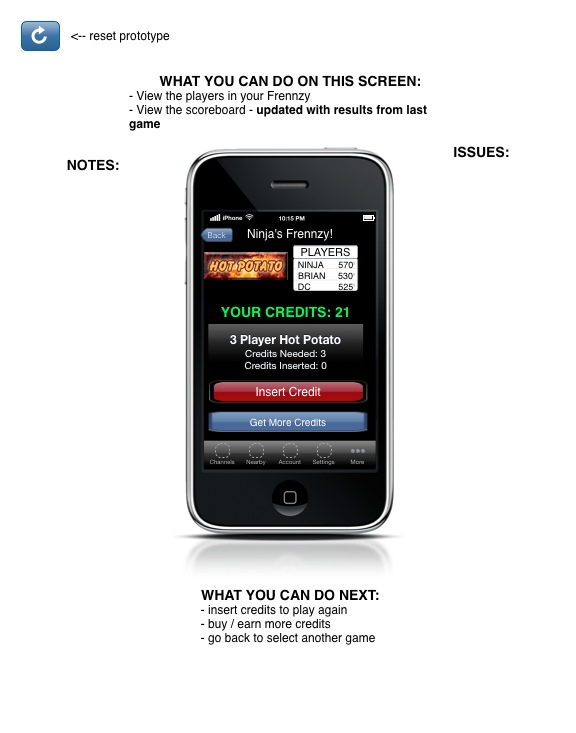 <-- reset prototype
WHAT YOU CAN DO ON THIS SCREEN:
- View the players in your Frennzy
- View the scoreboard - updated with results from last
game
ISSUES:
NOTES:
iPhone 10:15 PM
Back Ninja's Frennzy!
HOT POTATO
PLAYERS
NINJA 570
BRIAN 530
DC 525
YOUR CREDITS: 21
3 Player Hot Potato
Credits Needed: 3
Credits Inserted: 0
Insert Credit
Get More Credits
Channels Nearby Account Settings More
WHAT YOU CAN DO NEXT:
- insert credits to play again
- buy / earn more credits
- go back to select another game